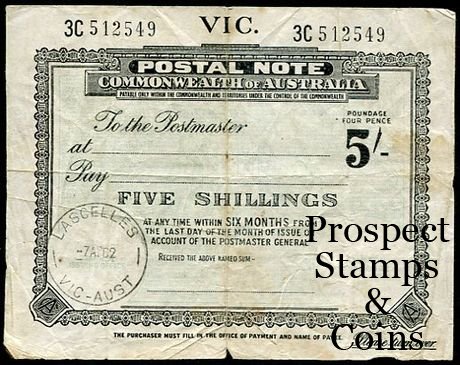 VIC.
3C 512549 3C 512549
POSTAL NOTE
COMMONWEALTH OF AUSTRALIA
PAYABLE ONLY WITHIN THE COMMONWEALTH AND TERRITORIES UNDER THE CONTROL OF THE COMMONWEALTH
POUNDAGE
FOUR PENCE
To the Postmaster
at
5/-
Pay
FIVE SHILLINGS
AT ANY TIME WITHIN SIX MONTHS FROM
THE LAST DAY OF THE MONTH OF ISSUE O
ACCOUNT OF THE POSTMASTER GENERAL
RECEIVED THE ABOVE NAMED SUM-
LASCELLES
-7AP62
VIC-AUST
Prospect
Stamps
&
Coins
THE PURCHASER MUST FILL IN THE OFFICE OF PAYMENT AND NAME OF PAYEE.